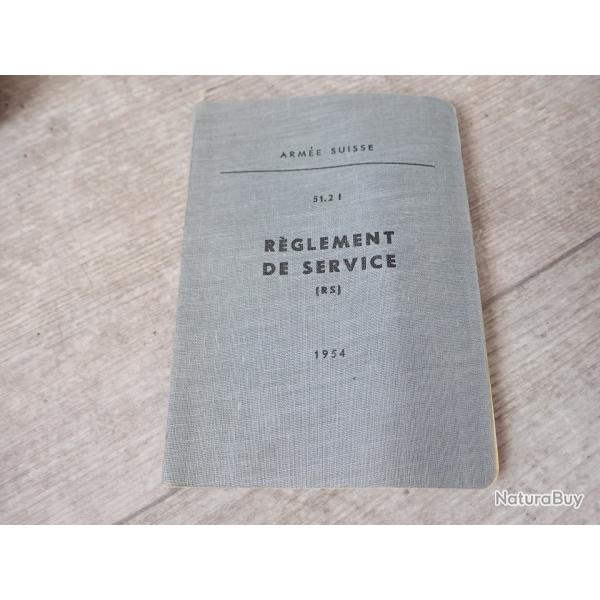 ARMÉE SUISSE
51.2 f
RÈGLEMENT
DE SERVICE
(RS)
1954
NaturaBuy